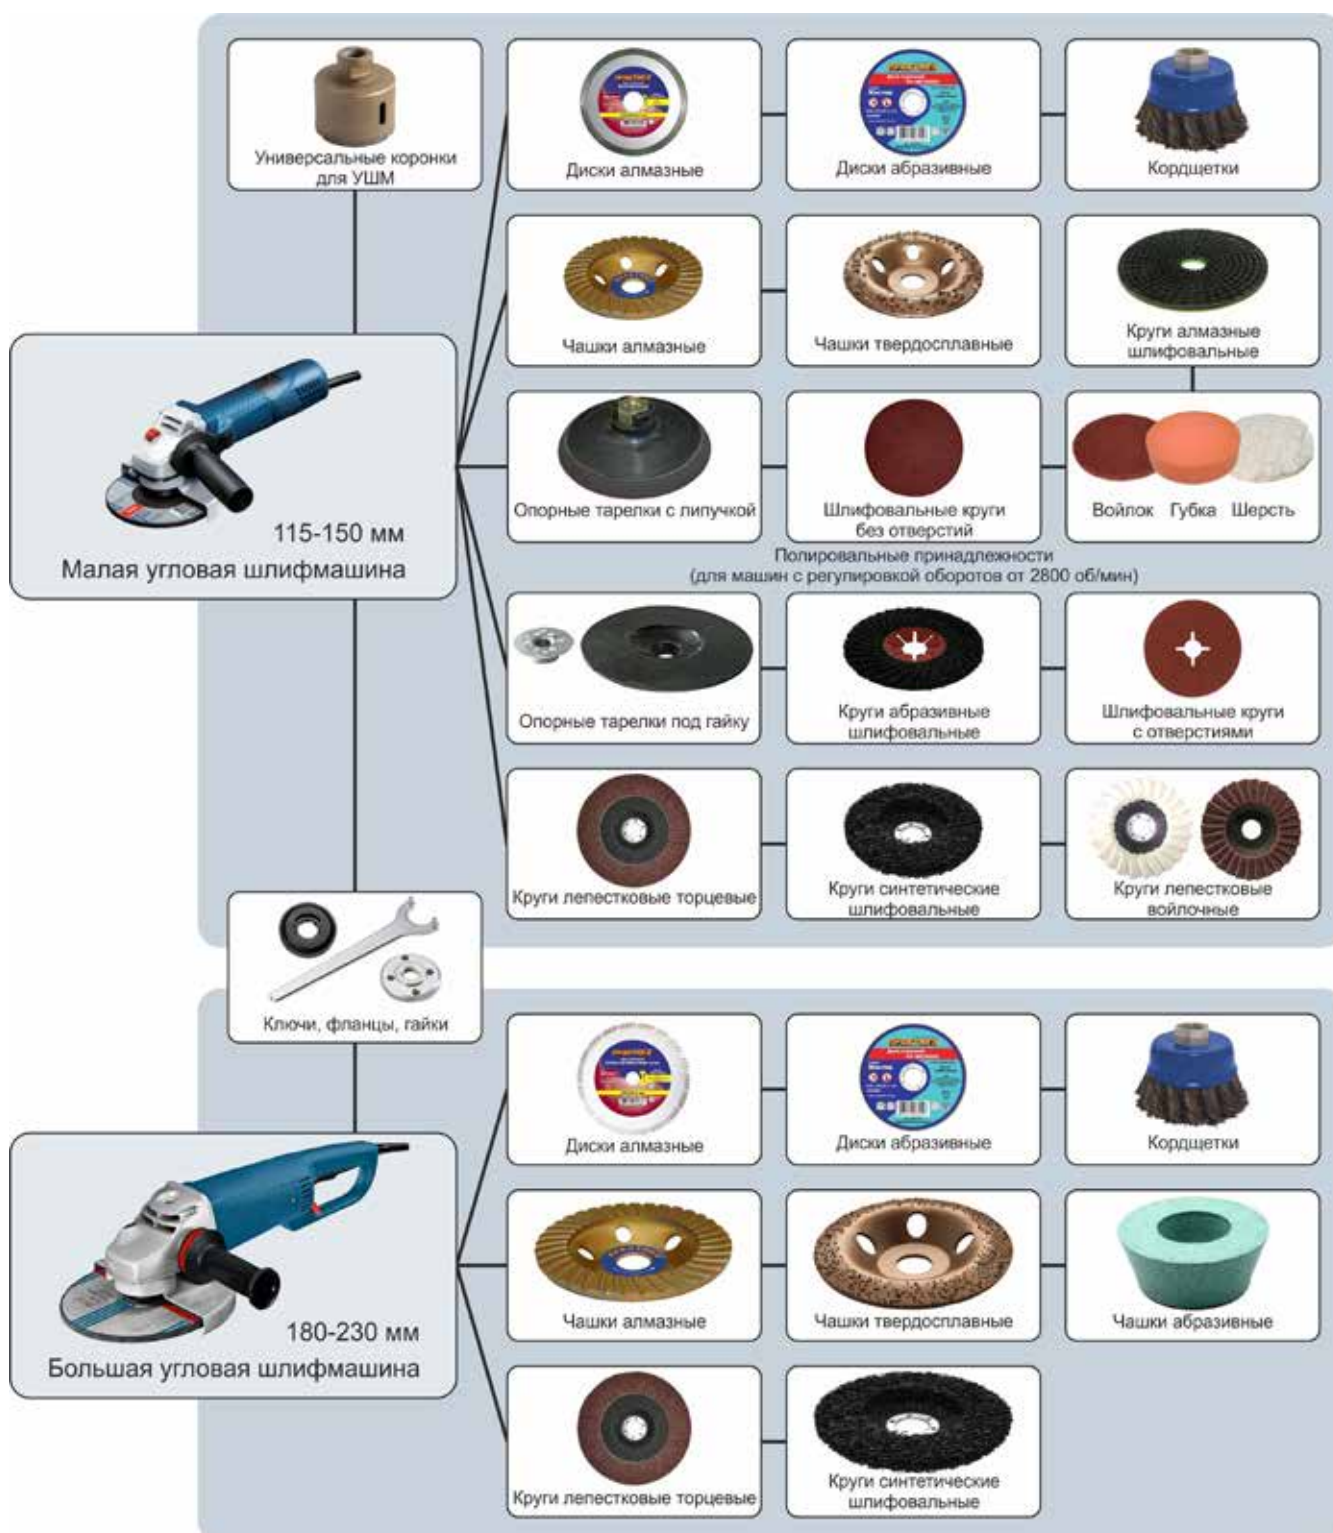 Универсальные коронки
для УШМ
Диски алмазные
Диски абразивные
Кордщетки
Чашки алмазные
Чашки твердосплавные
Круги алмазные
шлифовальные
115-150 мм
Малая угловая шлифмашина
Опорные тарелки с липучкой
Шлифовальные круги
без отверстий
Войлок Губка Шерсть
Полировальные принадлежности
(для машин с регулировкой оборотов от 2800 об/мин)
Опорные тарелки под гайку
Круги абразивные
шлифовальные
Шлифовальные круги
с отверстиями
Круги лепестковые торцевые
Круги синтетические
шлифовальные
Круги лепестковые
войлочные
Ключи, фланцы, гайки
Диски алмазные
Диски абразивные
Кордщетки
180-230 мм
Большая угловая шлифмашина
Чашки алмазные
Чашки твердосплавные
Чашки абразивные
Круги лепестковые торцевые
Круги синтетические
шлифовальные